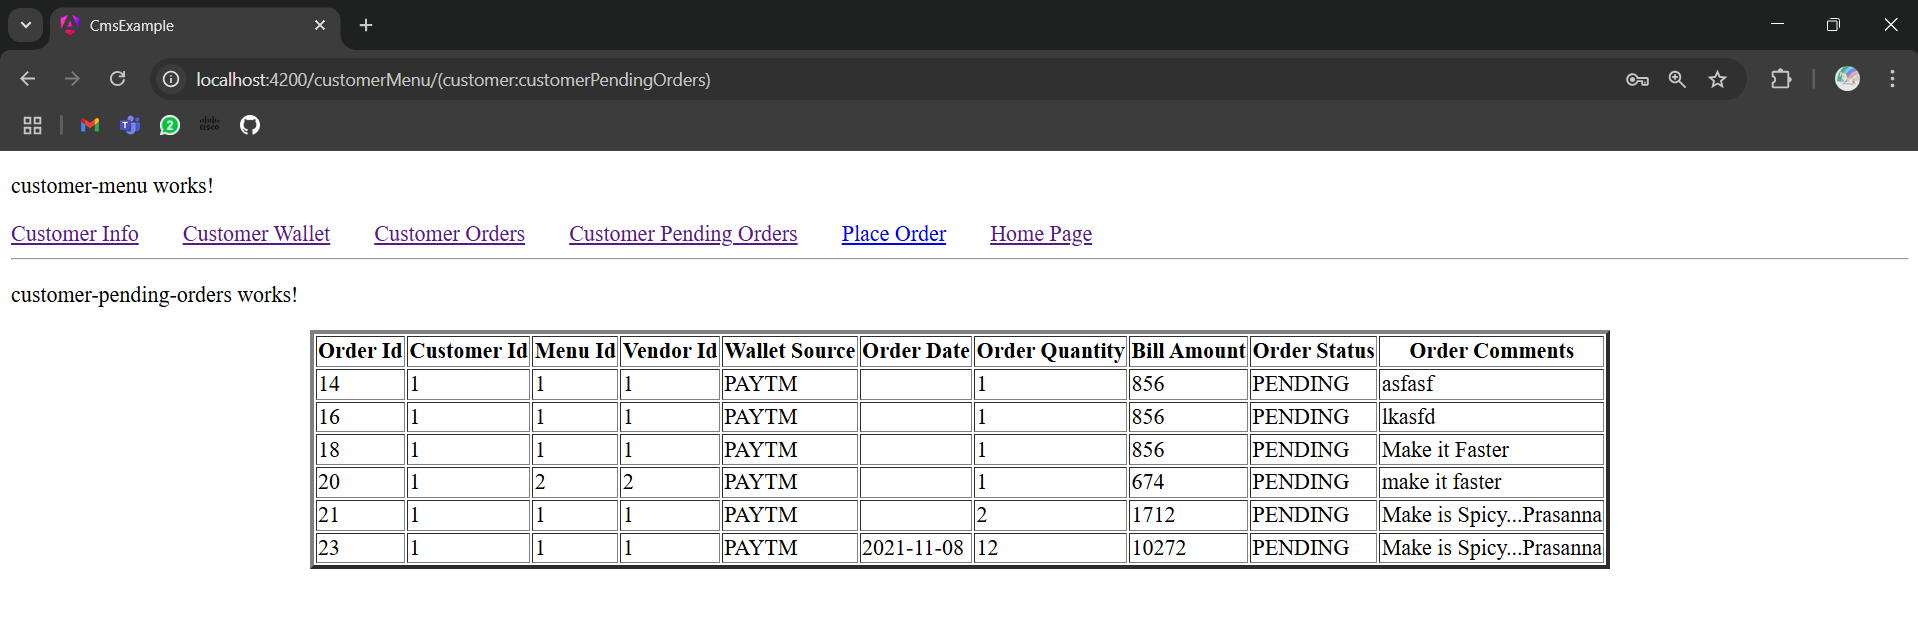 CmsExample
localhost:4200/customerMenu/(customer:customerPendingOrders)
2
cisco
customer-menu works!
Customer Info Customer Wallet Customer Orders Customer Pending Orders Place Order Home Page
customer-pending-orders works!
Order Id Customer Id Menu Id Vendor Id Wallet Source Order Date Order Quantity Bill Amount Order Status Order Comments
14 1 1 1 PAYTM 1 856 PENDING asfasf
16 1 1 1 PAYTM 1 856 PENDING lkasfd
18 1 1 1 PAYTM 1 856 PENDING Make it Faster
20 1 2 2 PAYTM 1 674 PENDING make it faster
21 1 1 1 PAYTM 2 1712 PENDING Make is Spicy...Prasanna
23 1 1 1 PAYTM 2021-11-08 12 10272 PENDING Make is Spicy...Prasanna